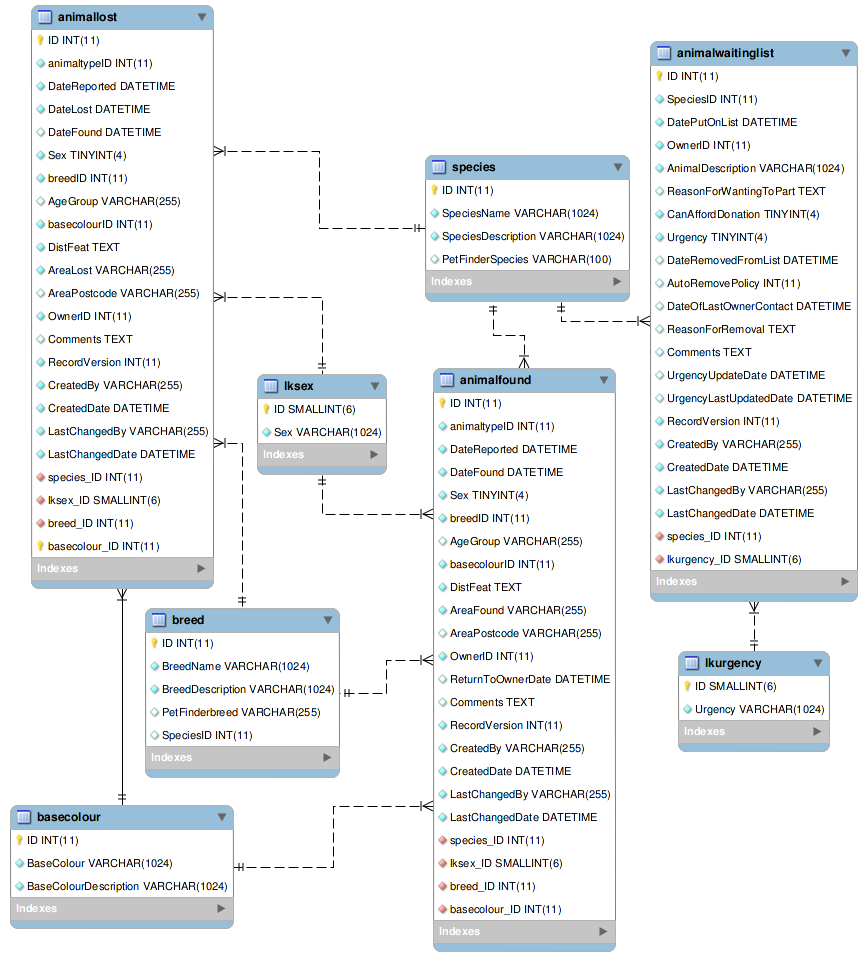 animallost
ID INT(11)
animaltypeID INT(11)
DateReported DATETIME
DateLost DATETIME
DateFound DATETIME
Sex TINYINT(4)
breedID INT(11)
AgeGroup VARCHAR(255)
basecolourID INT(11)
DistFeat TEXT
AreaLost VARCHAR(255)
AreaPostcode VARCHAR(255)
OwnerID INT(11)
Comments TEXT
RecordVersion INT(11)
CreatedBy VARCHAR(255)
CreatedDate DATETIME
LastChangedBy VARCHAR(255)
LastChangedDate DATETIME
species_ID INT(11)
lksex_ID SMALLINT(6)
breed_ID INT(11)
basecolour_ID INT(11)
Indexes
species
ID INT(11)
SpeciesName VARCHAR(1024)
SpeciesDescription VARCHAR(1024)
PetFinderSpecies VARCHAR(100)
Indexes
animalwaitinglist
ID INT(11)
SpeciesID INT(11)
DatePutOnList DATETIME
OwnerID INT(11)
AnimalDescription VARCHAR(1024)
ReasonForWantingToPart TEXT
CanAffordDonation TINYINT(4)
Urgency TINYINT(4)
DateRemovedFromList DATETIME
AutoRemovePolicy INT(11)
DateOfLastOwnerContact DATETIME
ReasonForRemoval TEXT
Comments TEXT
UrgencyUpdateDate DATETIME
UrgencyLastUpdatedDate DATETIME
RecordVersion INT(11)
CreatedBy VARCHAR(255)
CreatedDate DATETIME
LastChangedBy VARCHAR(255)
LastChangedDate DATETIME
species_ID INT(11)
lkurgency_ID SMALLINT(6)
Indexes
lksex
ID SMALLINT(6)
Sex VARCHAR(1024)
Indexes
animalfound
ID INT(11)
animaltypeID INT(11)
DateReported DATETIME
DateFound DATETIME
Sex TINYINT(4)
breedID INT(11)
AgeGroup VARCHAR(255)
basecolourID INT(11)
DistFeat TEXT
AreaFound VARCHAR(255)
AreaPostcode VARCHAR(255)
OwnerID INT(11)
ReturnToOwnerDate DATETIME
Comments TEXT
RecordVersion INT(11)
CreatedBy VARCHAR(255)
CreatedDate DATETIME
LastChangedBy VARCHAR(255)
LastChangedDate DATETIME
species_ID INT(11)
lksex_ID SMALLINT(6)
breed_ID INT(11)
basecolour_ID INT(11)
Indexes
breed
ID INT(11)
BreedName VARCHAR(1024)
BreedDescription VARCHAR(1024)
PetFinderbreed VARCHAR(255)
SpeciesID INT(11)
Indexes
lkurgency
ID SMALLINT(6)
Urgency VARCHAR(1024)
Indexes
basecolour
ID INT(11)
BaseColour VARCHAR(1024)
BaseColourDescription VARCHAR(1024)
Indexes